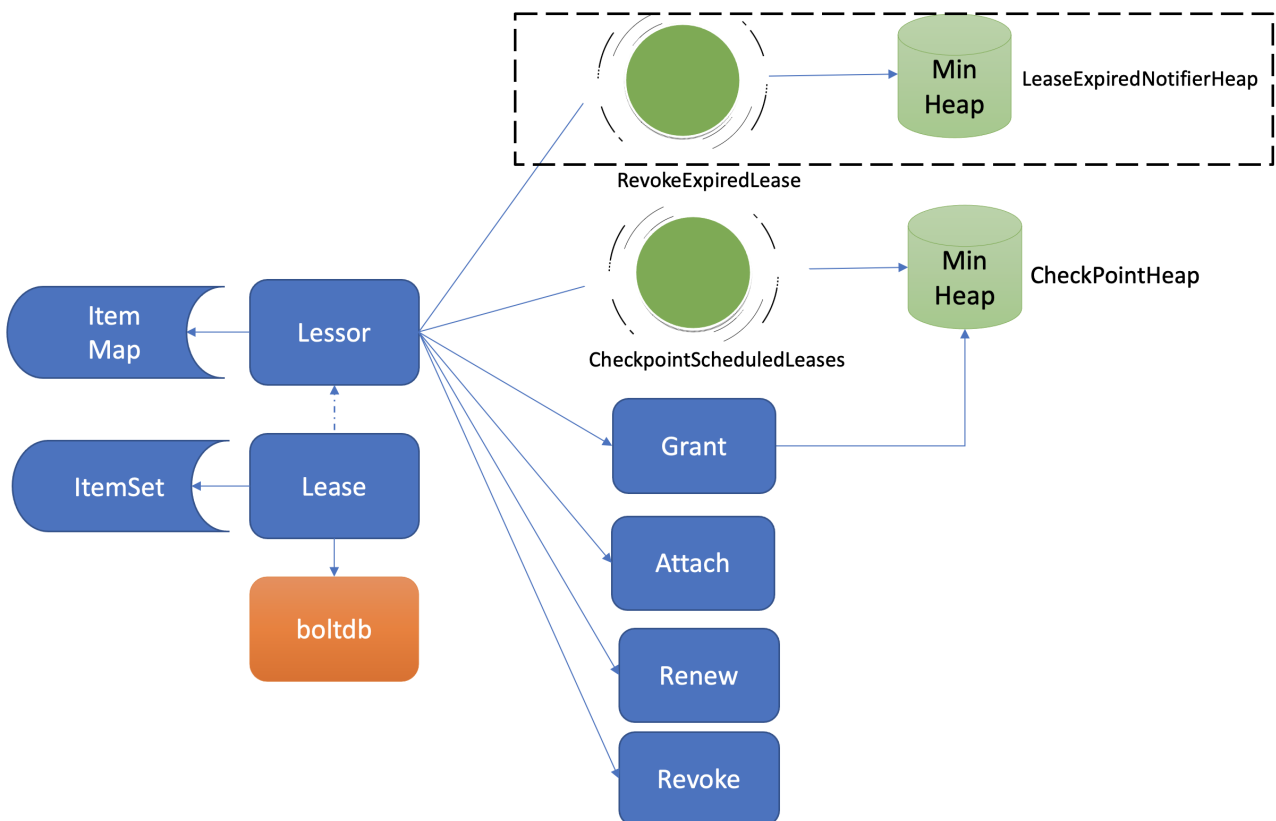 Min
Heap
LeaseExpiredNotifierHeap
RevokeExpiredLease
Min
Heap
CheckPointHeap
CheckpointScheduledLeases
Item
Map
Lessor
Grant
ItemSet
Lease
Attach
boltdb
Renew
Revoke